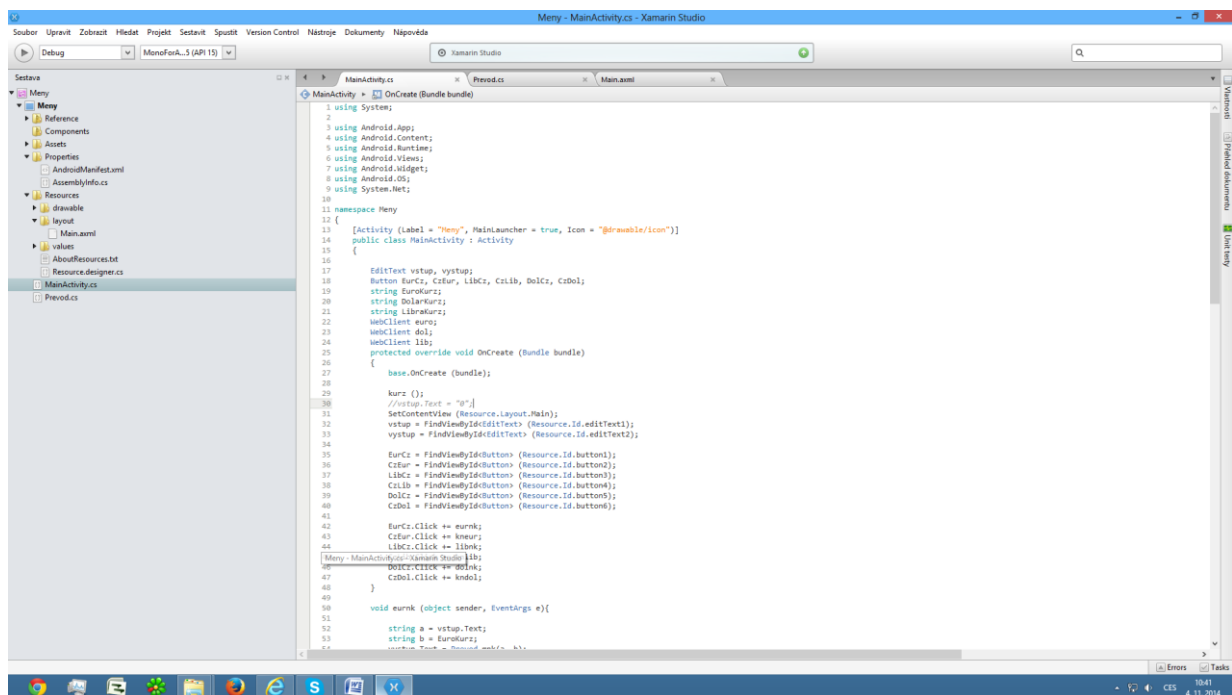 Meny - MainActivity.cs - Xamarin Studio
Soubor Upravit Zobrazit Hledat Projekt Sestavit Spustit Version Control Nástroje Dokumenty Nápověda
Debug MonoForA...5 (API 15) Xamarin Studio
Sestava
Meny
Meny
Reference
Components
Assets
Properties
AndroidManifest.xml
AssemblyInfo.cs
Resources
drawable
layout
Main.axml
values
AboutResources.txt
Resource.designer.cs
MainActivity.cs
Prevod.cs
MainActivity.cs Prevod.cs Main.axml
MainActivity OnCreate (Bundle bundle)
1 using System;
2
3 using Android.App;
4 using Android.Content;
5 using Android.Runtime;
6 using Android.Views;
7 using Android.Widget;
8 using Android.OS;
9 using System.Net;
10
11 namespace Meny
12 {
13 [Activity (Label = "Meny", MainLauncher = true, Icon = "@drawable/icon")]
14 public class MainActivity : Activity
15 {
16
17 EditText vstup, vystup;
18 Button EurCz, CzEur, LibCz, CzLib, DolCz, CzDol;
19 string EuroKurz;
20 string DolarKurz;
21 string LibraKurz;
22 WebClient euro;
23 WebClient dol;
24 WebClient lib;
25 protected override void OnCreate (Bundle bundle)
26 {
27 base.OnCreate (bundle);
28
29 kurz ();
30 //vstup.Text = "0";
31 SetContentView (Resource.Layout.Main);
32 vstup = FindViewById<EditText> (Resource.Id.editText1);
33 vystup = FindViewById<EditText> (Resource.Id.editText2);
34
35 EurCz = FindViewById<Button> (Resource.Id.button1);
36 CzEur = FindViewById<Button> (Resource.Id.button2);
37 LibCz = FindViewById<Button> (Resource.Id.button3);
38 CzLib = FindViewById<Button> (Resource.Id.button4);
39 DolCz = FindViewById<Button> (Resource.Id.button5);
40 CzDol = FindViewById<Button> (Resource.Id.button6);
41
42 EurCz.Click += eurnk;
43 CzEur.Click += kneur;
44 LibCz.Click += libnk;
Meny - MainActivity.cs - Xamarin Studio lib;
46 DolCz.Click += dolnk;
47 CzDol.Click += kndol;
48 }
49
50 void eurnk (object sender, EventArgs e){
51
52 string a = vstup.Text;
53 string b = EuroKurz;
Vlastnosti
Přehled dokumentu
Unit testy
Errors Tasks
CES 10:41
4. 11. 2014